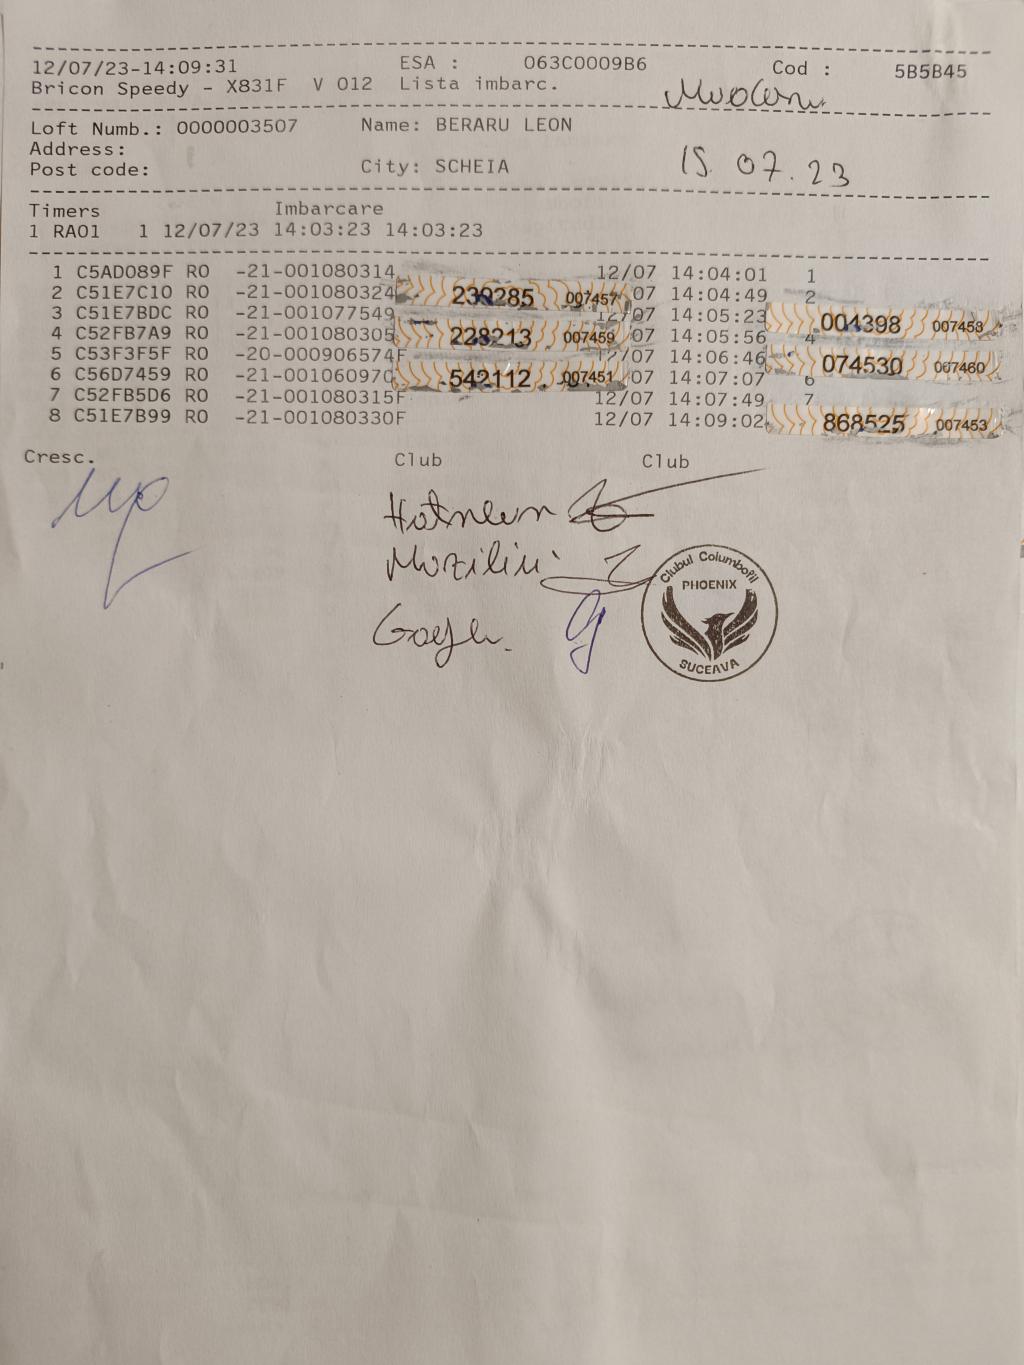 12/07/23-14:09:31 ESA : 063C0009B6 Cod : 5B5B45
Bricon Speedy - X831F V 012 Lista imbarc.
Loft Numb.: 0000003507 Name: BERARU LEON
Address:
Post code: City: SCHEIA 15.07.23
Timers Imbarcare
1 RA01 1 12/07/23 14:03:23 14:03:23
1 C5AD089F RO -21-001080314 12/07 14:04:01 1
2 C51E7C10 RO -21-001080324 239285 007457 07 14:04:49 2
3 C51E7BDC RO -21-001077549 12/07 14:05:23 004398 007458
4 C52FB7A9 RO -21-001080305 228213 007459 07 14:05:56 4
5 C53F3F5F RO -20-000906574F 12/07 14:06:46 074530 007460
6 C56D7459 RO -21-00106097 542112 007451 07 14:07:07 6
7 C52FB5D6 RO -21-001080315F 12/07 14:07:49 7
8 C51E7B99 RO -21-001080330F 12/07 14:09:02 868525 007453
Cresc. Club Club
Clubul Columbofil
PHOENIX
SUCEAVA